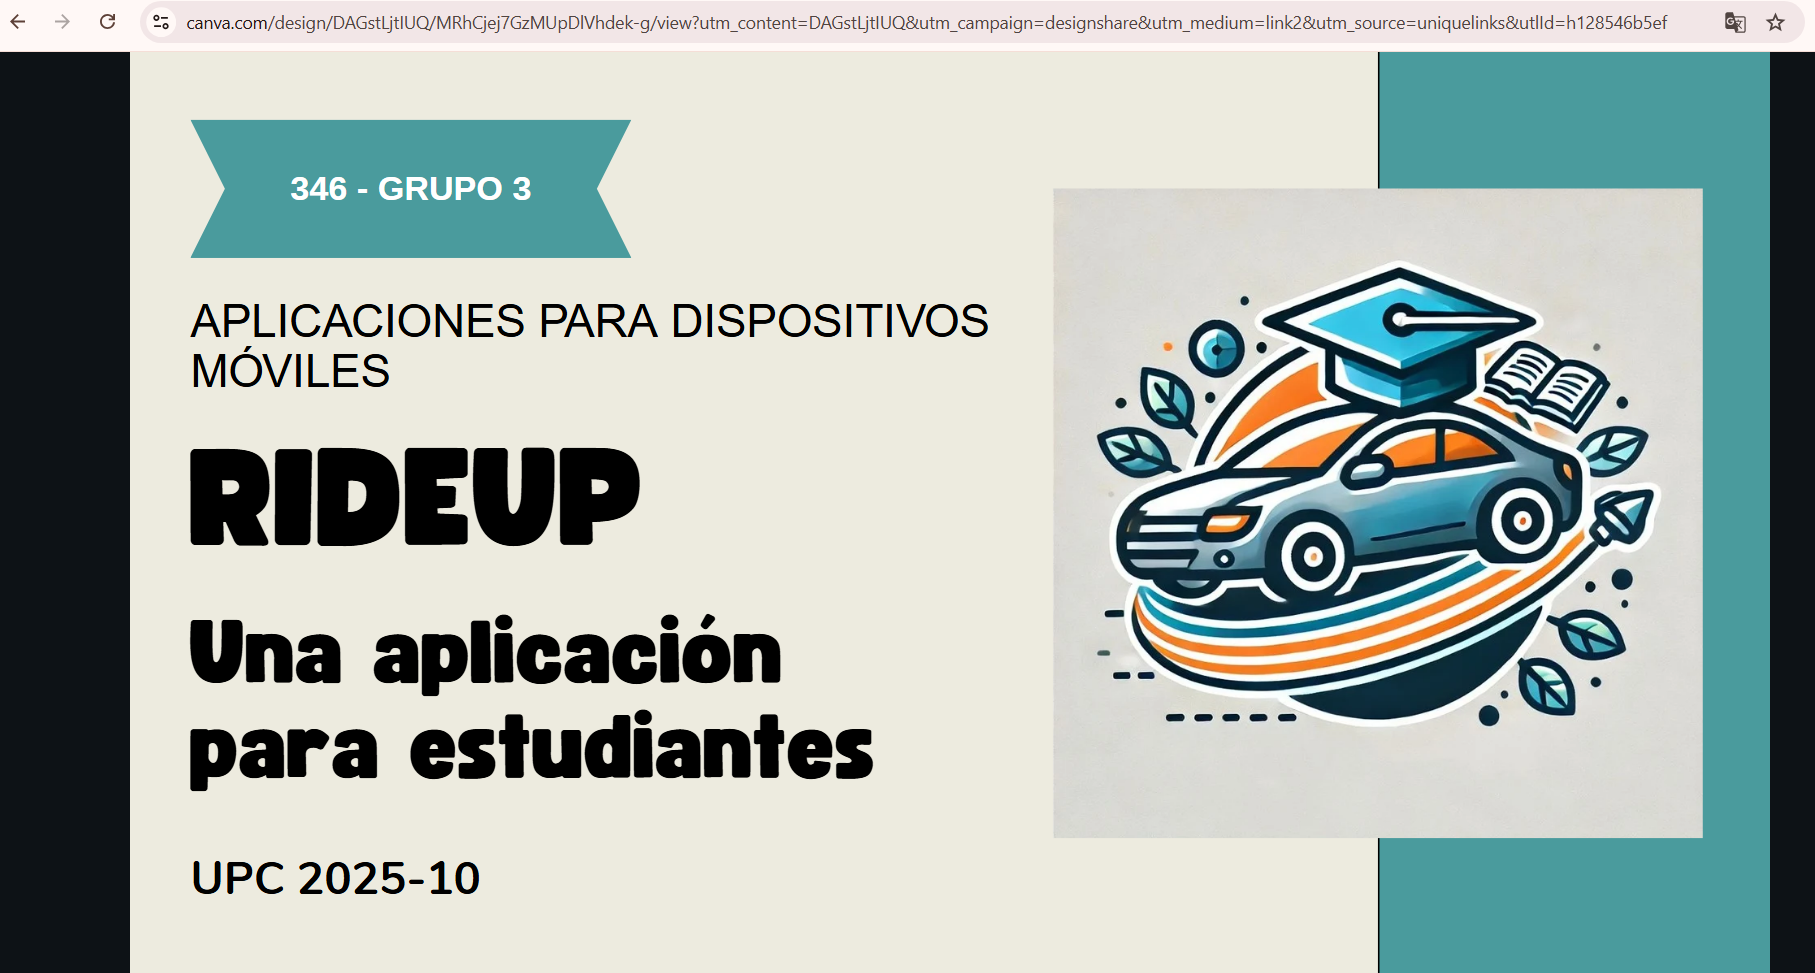 canva.com/design/DAGstLjtIUQ/MRhCjej7GzMUpDlVhdek-g/view?utm_content=DAGstLjtIUQ&utm_campaign=designshare&utm_medium=link2&utm_source=uniquelinks&utlId=h128546b5ef
346 - GRUPO 3
APLICACIONES PARA DISPOSITIVOS
MÓVILES
RIDEUP
Una aplicación
para estudiantes
UPC 2025-10